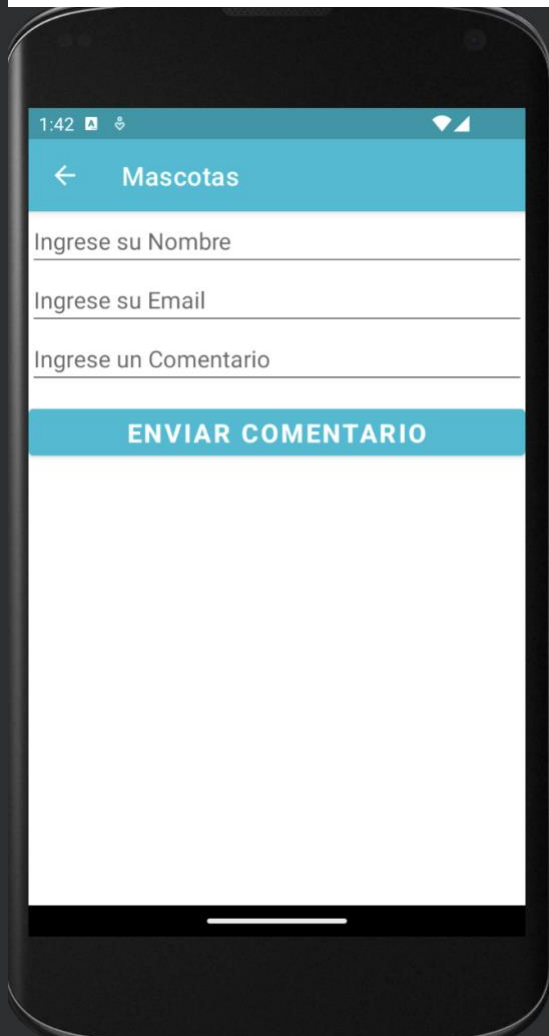 1:42
Mascotas
Ingrese su Nombre
Ingrese su Email
Ingrese un Comentario
ENVIAR COMENTARIO